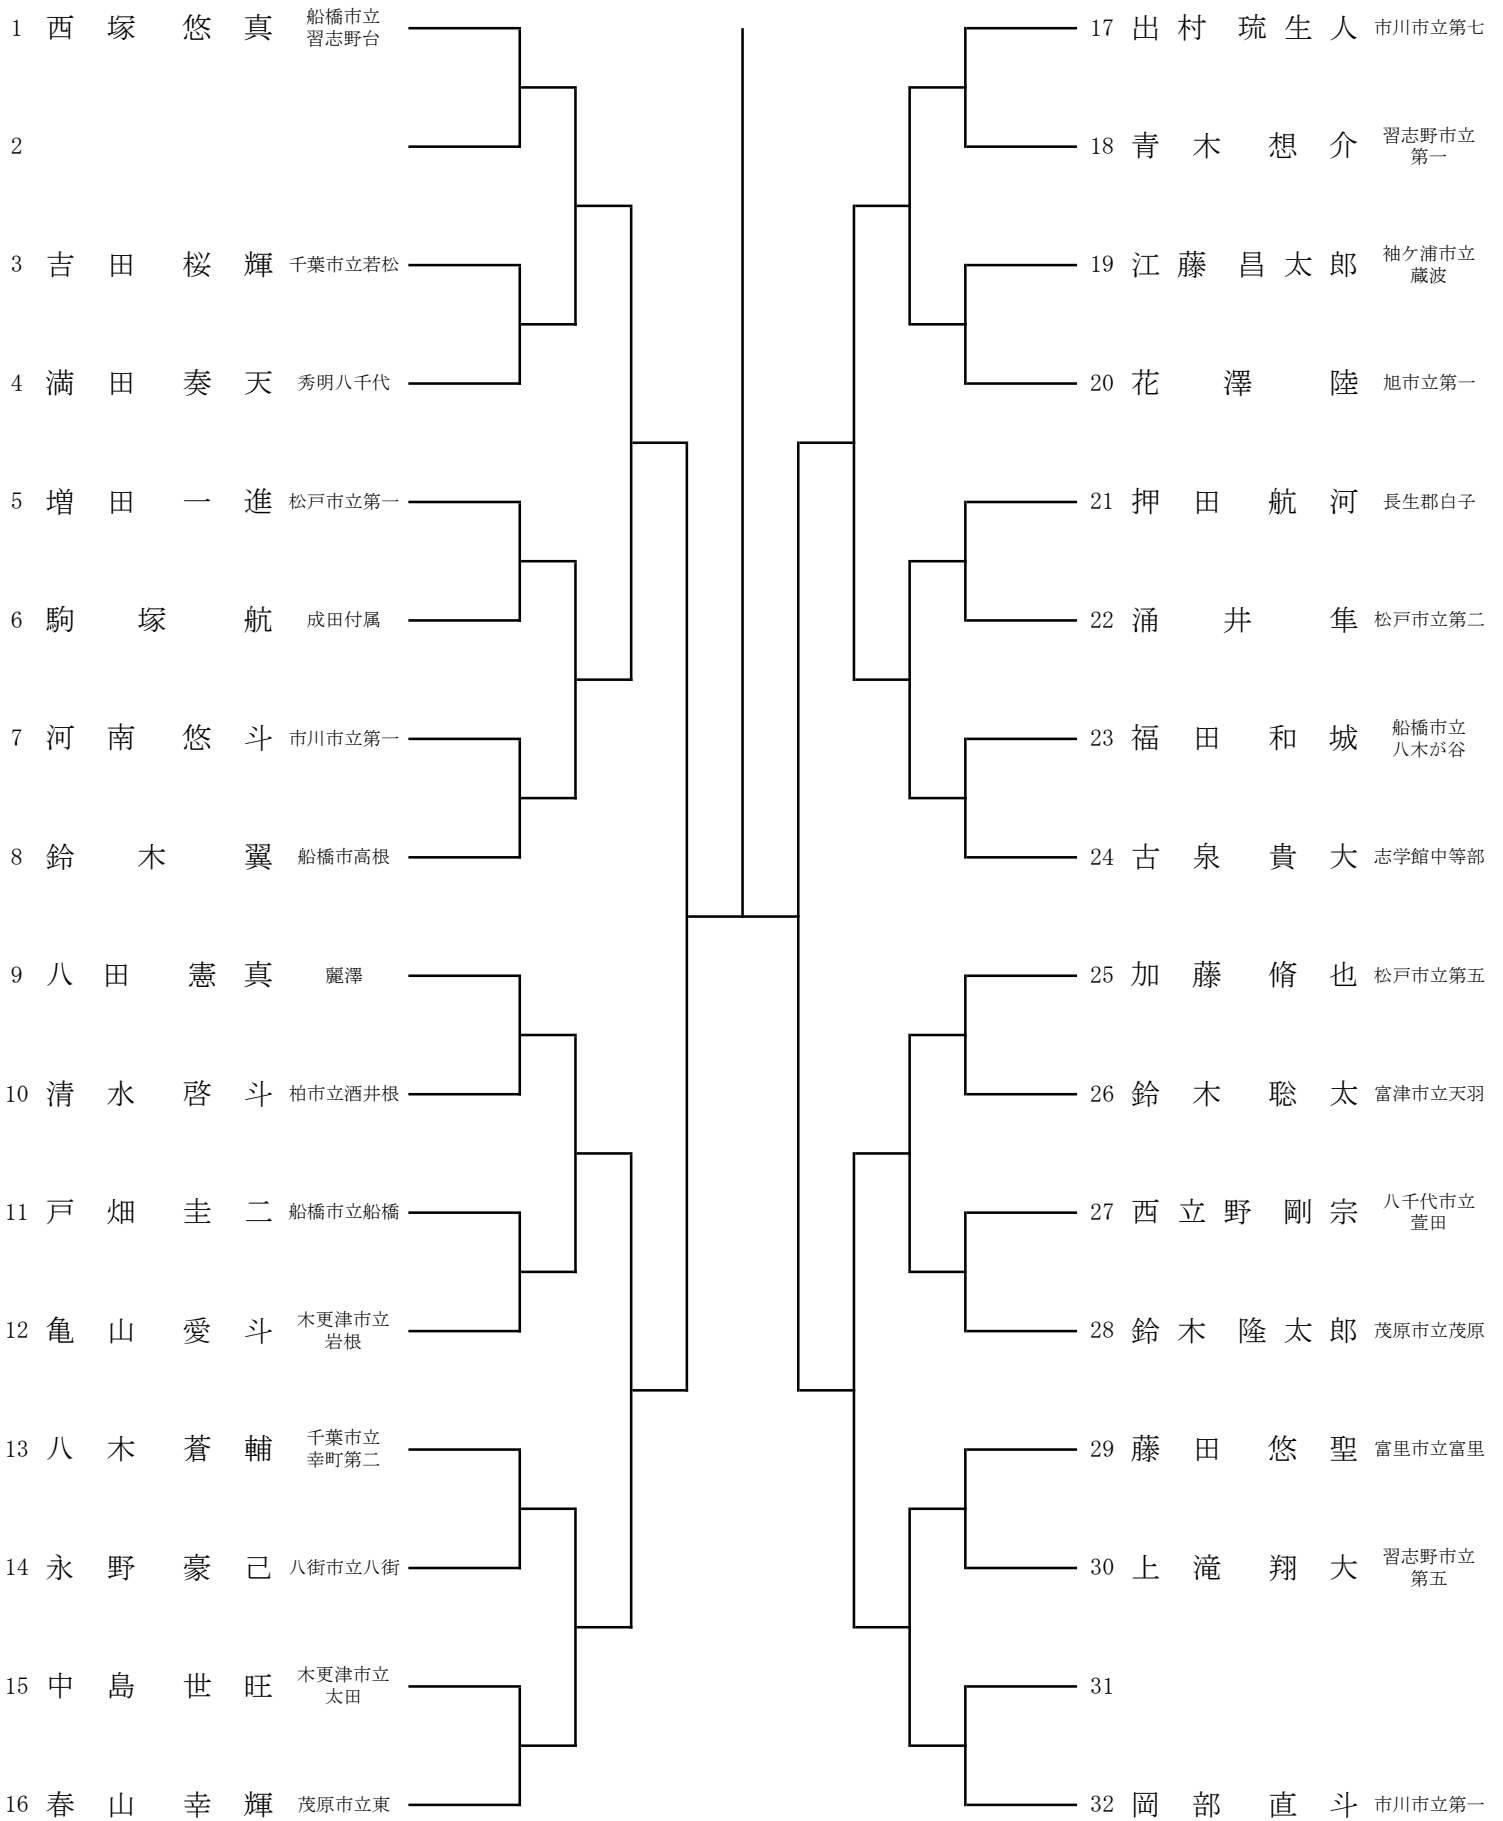 1 西塚 悠真 船橋市立
習志野台
2
3 吉田 桜輝 千葉市立若松
4 満田 奏天 秀明八千代
5 増田 一進 松戸市立第一
6 駒塚 航 成田付属
7 河南 悠斗 市川市立第一
8 鈴木 翼 船橋市高根
9 八田 憲真 麗澤
10 清水 啓斗 柏市立酒井根
11 戸畑 圭二 船橋市立船橋
12 亀山 愛斗 木更津市立
岩根
13 八木 蒼輔 千葉市立
幸町第二
14 永野 豪己 八街市立八街
15 中島 世旺 木更津市立
太田
16 春山 幸輝 茂原市立東
17 出村 琉生人 市川市立第七
18 青木 想介 習志野市立
第一
19 江藤 昌太郎 袖ケ浦市立
蔵波
20 花澤 陸 旭市立第一
21 押田 航河 長生郡白子
22 涌井 隼 松戸市立第二
23 福田 和城 船橋市立
八木が谷
24 古泉 貴大 志学館中等部
25 加藤 脩也 松戸市立第五
26 鈴木 聡太 富津市立天羽
27 西立野 剛宗 八千代市立
萱田
28 鈴木 隆太郎 茂原市立茂原
29 藤田 悠聖 富里市立富里
30 上滝 翔大 習志野市立
第五
31
32 岡部 直斗 市川市立第一